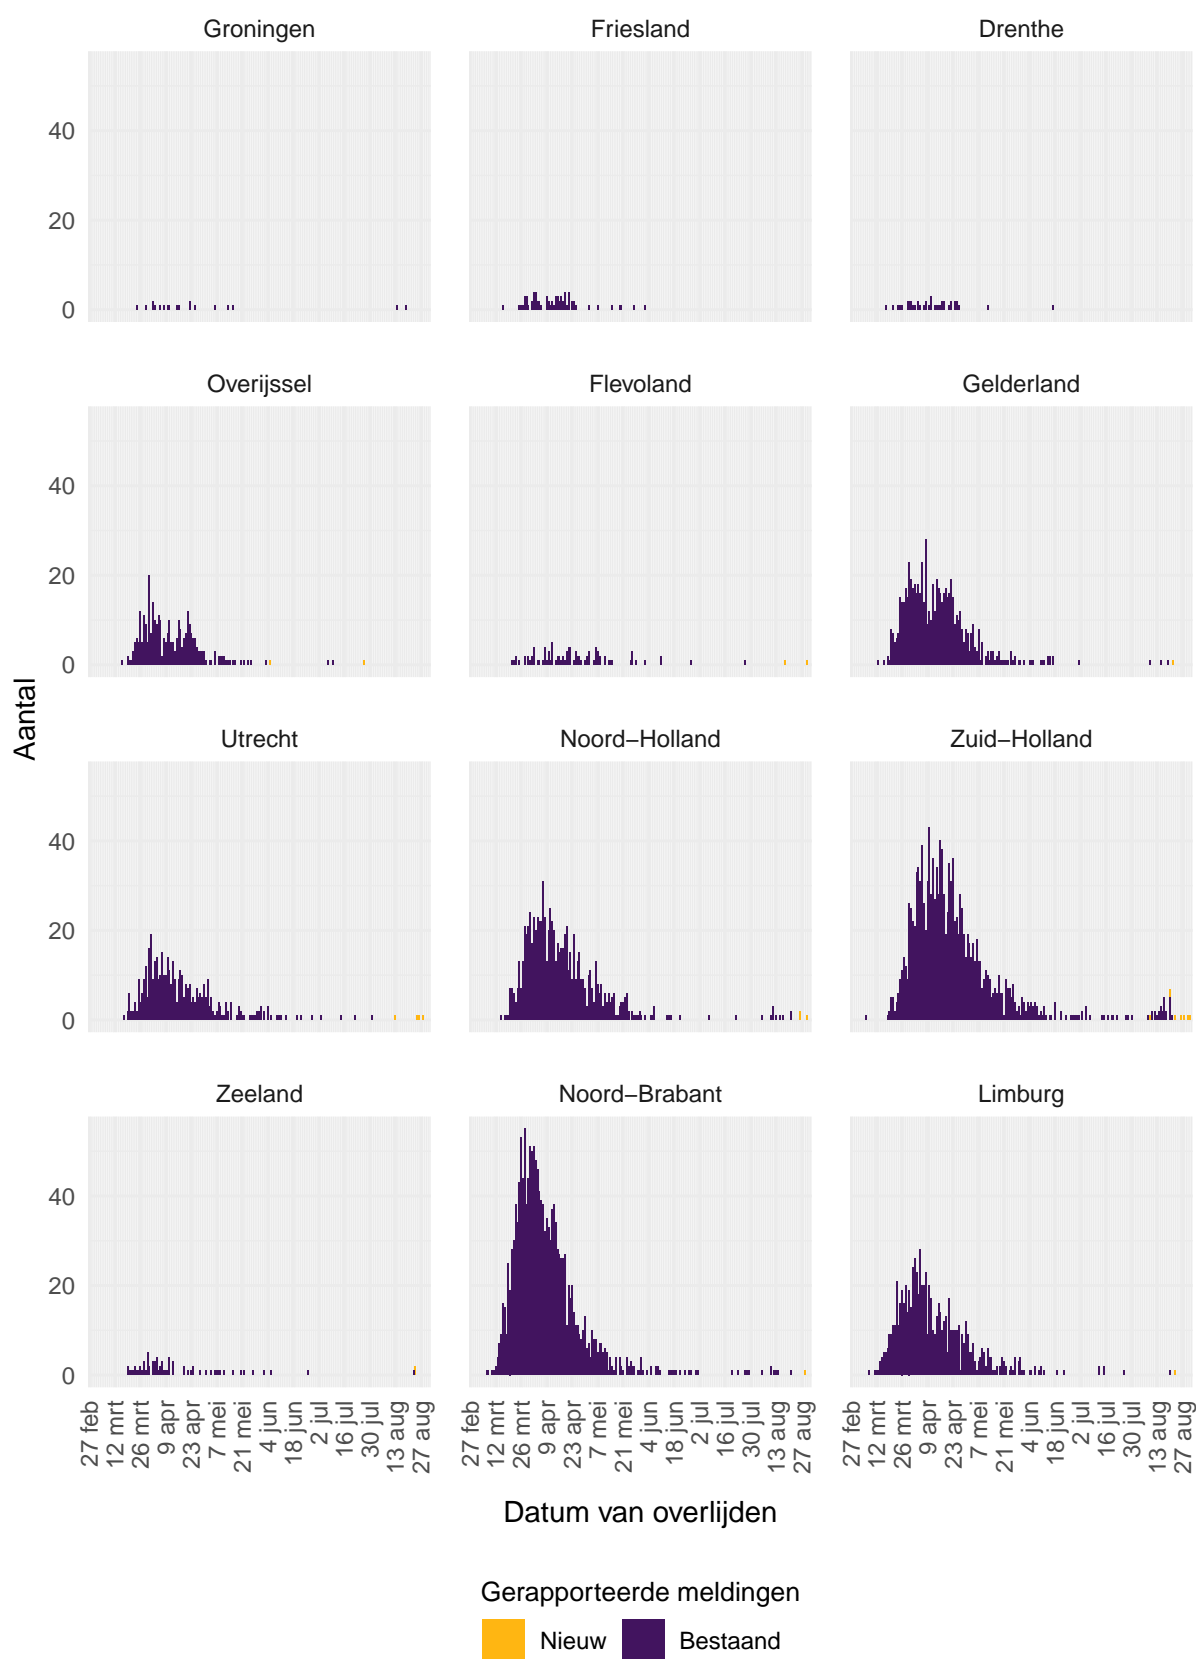 Groningen Friesland Drenthe
40
20
0
Overijssel Flevoland Gelderland
40
20
0
Aantal
Utrecht Noord–Holland Zuid–Holland
40
20
0
Zeeland Noord–Brabant Limburg
40
20
0
27 feb 12 mrt 26 mrt 9 apr 23 apr 7 mei 21 mei 4 jun 18 jun 2 jul 16 jul 30 jul 13 aug 27 aug 27 feb 12 mrt 26 mrt 9 apr 23 apr 7 mei 21 mei 4 jun 18 jun 2 jul 16 jul 30 jul 13 aug 27 aug 27 feb 12 mrt 26 mrt 9 apr 23 apr 7 mei 21 mei 4 jun 18 jun 2 jul 16 jul 30 jul 13 aug 27 aug
Datum van overlijden
Gerapporteerde meldingen
Nieuw Bestaand